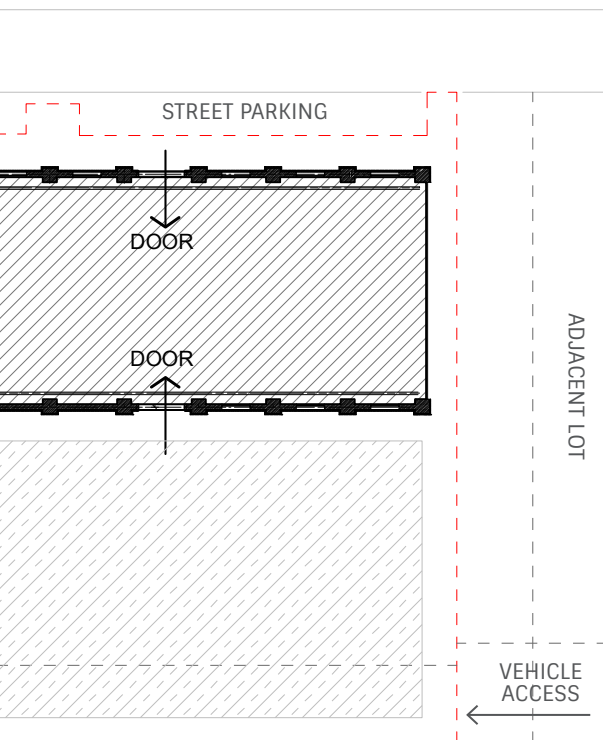 STREET PARKING
DOOR
DOOR
ADJACENT LOT
VEHICLE
ACCESS